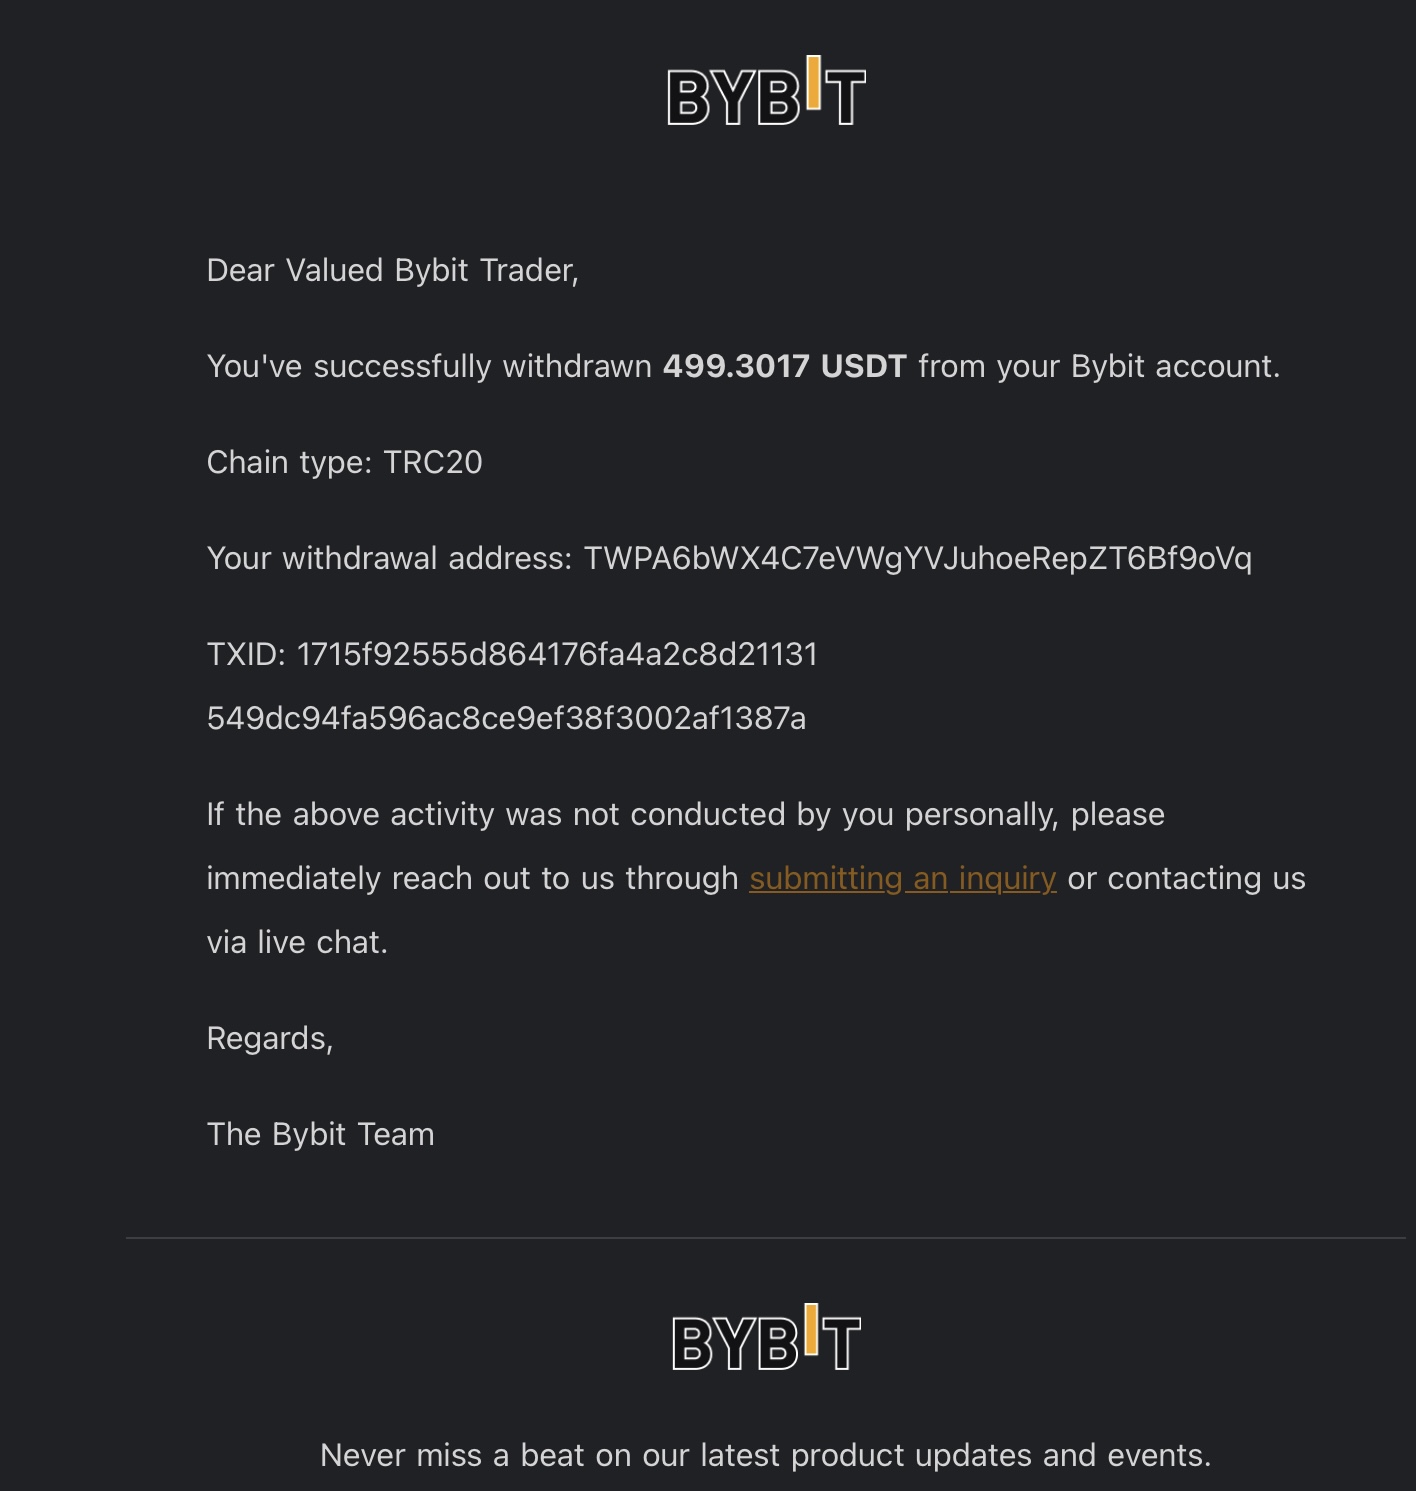 BYBIT
Dear Valued Bybit Trader,
You've successfully withdrawn 499.3017 USDT from your Bybit account.
Chain type: TRC20
Your withdrawal address: TWPA6bWX4C7eVWgYVJuhoeRepZT6Bf9oVq
TXID: 1715f92555d864176fa4a2c8d21131
549dc94fa596ac8ce9ef38f3002af1387a
If the above activity was not conducted by you personally, please
immediately reach out to us through submitting an inquiry or contacting us
via live chat.
Regards,
The Bybit Team
BYBIT
Never miss a beat on our latest product updates and events.